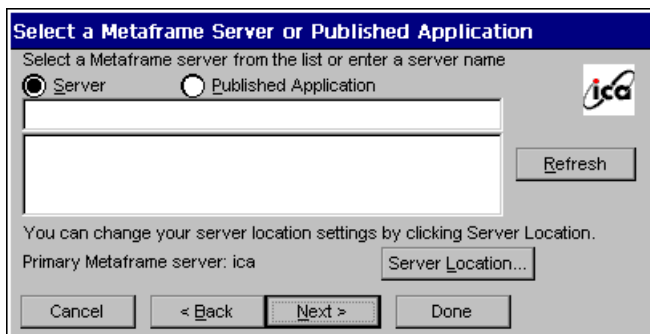 Select a Metaframe Server or Published Application
Select a Metaframe server from the list or enter a server name
Server Published Application
ica
Refresh
You can change your server location settings by clicking Server Location.
Primary Metaframe server: ica Server Location...
Cancel < Back Next > Done